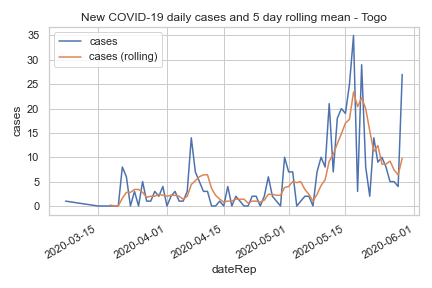 New COVID-19 daily cases and 5 day rolling mean - Togo
cases
cases (rolling)
cases
35
30
25
20
15
10
5
0
2020-03-15
2020-04-01
2020-04-15
2020-05-01
2020-05-15
2020-06-01
dateRep